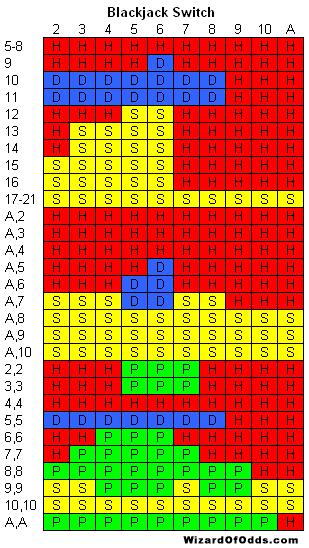 Blackjack Switch
2 3 4 5 6 7 8 9 10 A
5-8 H H H H H H H H H H
9 H H H H D H H H H H
10 D D D D D D D H H H
11 D D D D D D D H H H
12 H H H S S H H H H H
13 H S S S S H H H H H
14 H S S S S H H H H H
15 S S S S S H H H H H
16 S S S S S H H H H H
17-21 S S S S S S S S S S
A,2 H H H H H H H H H H
A,3 H H H H H H H H H H
A,4 H H H H H H H H H H
A,5 H H H H D H H H H H
A,6 H H H D D H H H H H
A,7 S S S D D S S H H H
A,8 S S S S S S S S S S
A,9 S S S S S S S S S S
A,10 S S S S S S S S S S
2,2 H H H P P P H H H H
3,3 H H H P P P H H H H
4,4 H H H H H H H H H H
5,5 D D D D D D D H H H
6,6 H H P P P H H H H H
7,7 H P P P P P H H H H
8,8 P P P P P P P P H H
9,9 S S P P P S P P S S
10,10 S S S S S S S S S S
A,A P P P P P P P P P H
WizardOfOdds.com